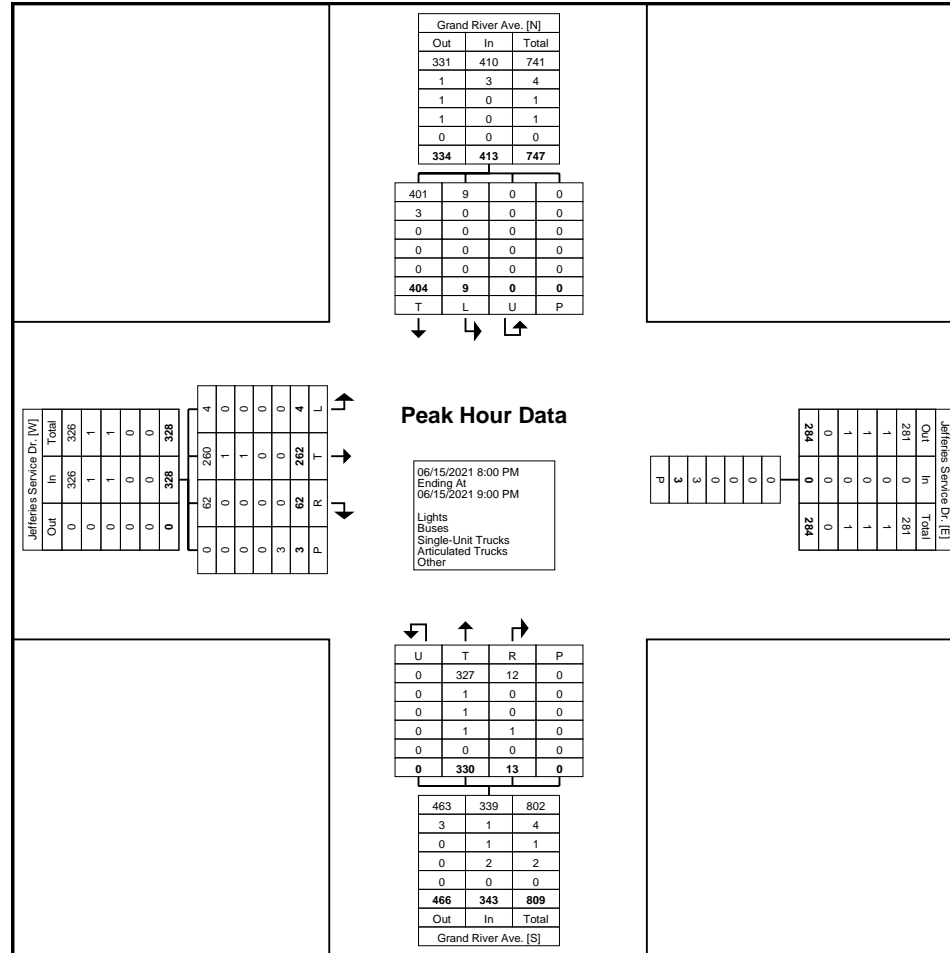 Grand River Ave. [N]
Out In Total
331 410 741
1 3 4
1 0 1
1 0 1
0 0 0
334 413 747
401 9 0 0
3 0 0 0
0 0 0 0
0 0 0 0
0 0 0 0
404 9 0 0
T L U P
Jefferies Service Dr. [W]
Total 326 1 1 0 0 328
In 326 1 1 0 0 328
Out 0 0 0 0 0 0
4 0 0 0 0 4 L
260 1 1 0 0 262 T
62 0 0 0 0 62 R
0 0 0 0 3 3 P
Peak Hour Data
06/15/2021 8:00 PM
Ending At
06/15/2021 9:00 PM
Lights
Buses
Single-Unit Trucks
Articulated Trucks
Other
P 3 3 0 0 0 0
Jefferies Service Dr. [E]
Out 281 1 1 1 0 284
In 0 0 0 0 0 0
Total 281 1 1 1 0 284
U T R P
0 327 12 0
0 1 0 0
0 1 0 0
0 1 1 0
0 0 0 0
0 330 13 0
463 339 802
3 1 4
0 1 1
0 2 2
0 0 0
466 343 809
Out In Total
Grand River Ave. [S]